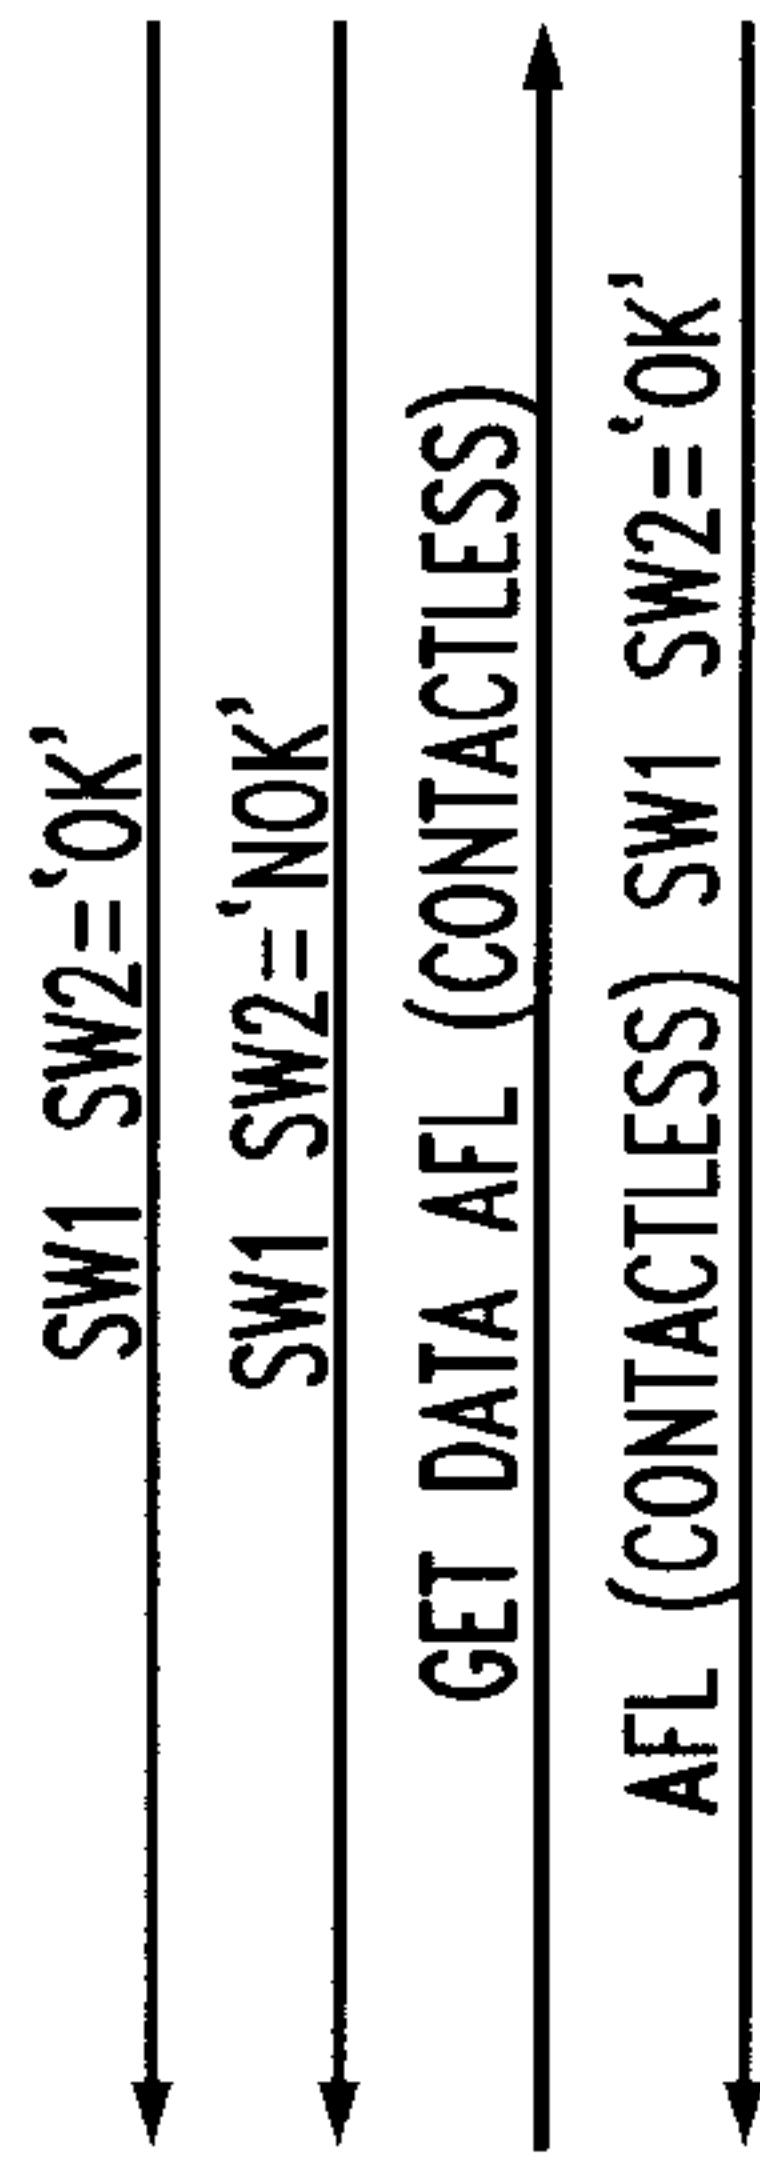 SW1 SW2=‘OK’
SW1 SW2=‘NOK’
GET DATA AFL (CONTACTLESS)
AFL (CONTACTLESS) SW1 SW2=‘OK’